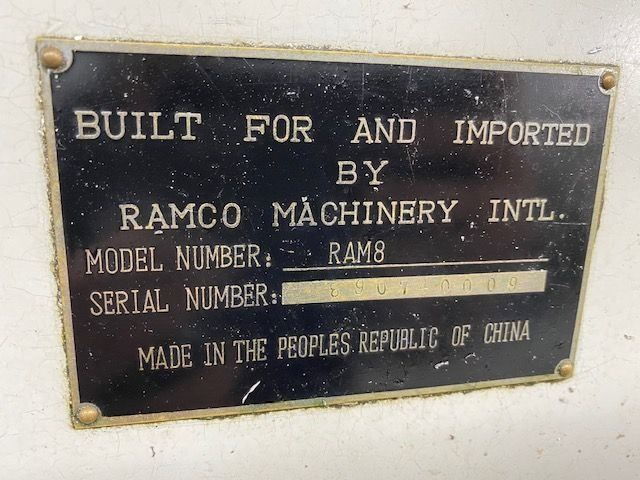 BUILT FOR AND IMPORTED
BY
RAMCO MACHINERY INTL.
MODEL NUMBER: RAM8
SERIAL NUMBER:
MADE IN THE PEOPLES REPUBLIC OF CHINA